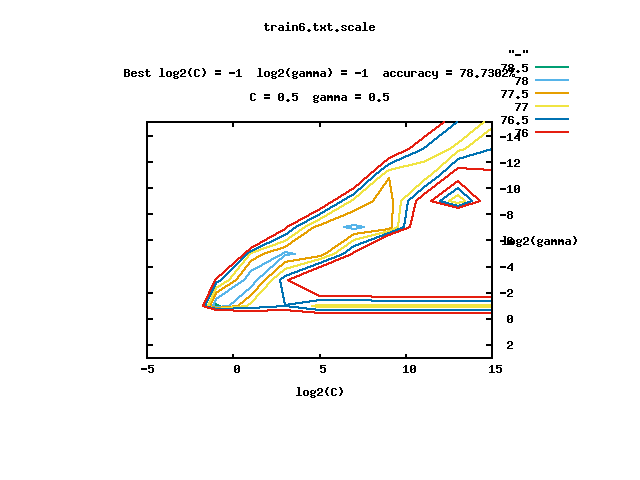 train6.txt.scale
"-"
Best log2(C) = -1  log2(gamma) = -1  accuracy = 78.7302%
78.5
78
C = 0.5  gamma = 0.5
77.5
77
76.5
76
-14
-12
-10
-8
-6
log2(gamma)
-4
-2
0
2
-5 0 5 10 15
log2(C)